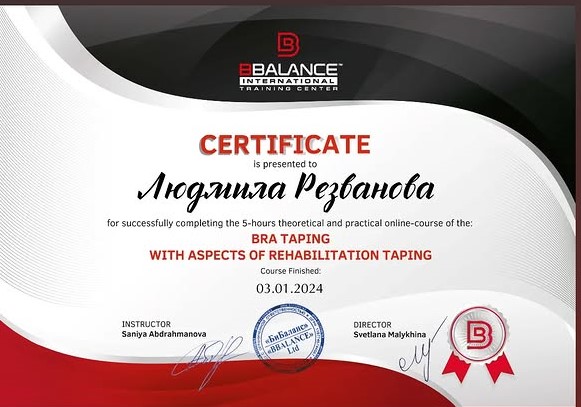 BBALANCE™
INTERNATIONAL
TRAINING CENTER
CERTIFICATE
is presented to
Людмила Резванова
for successfully completing the 5-hours theoretical and practical online-course of the:
BRA TAPING
WITH ASPECTS OF REHABILITATION TAPING
Course Finished:
03.01.2024
INSTRUCTOR
Saniya Abdrahmanova
«БиБаланс»
«BBALANCE»
Ltd
DIRECTOR
Svetlana Malykhina